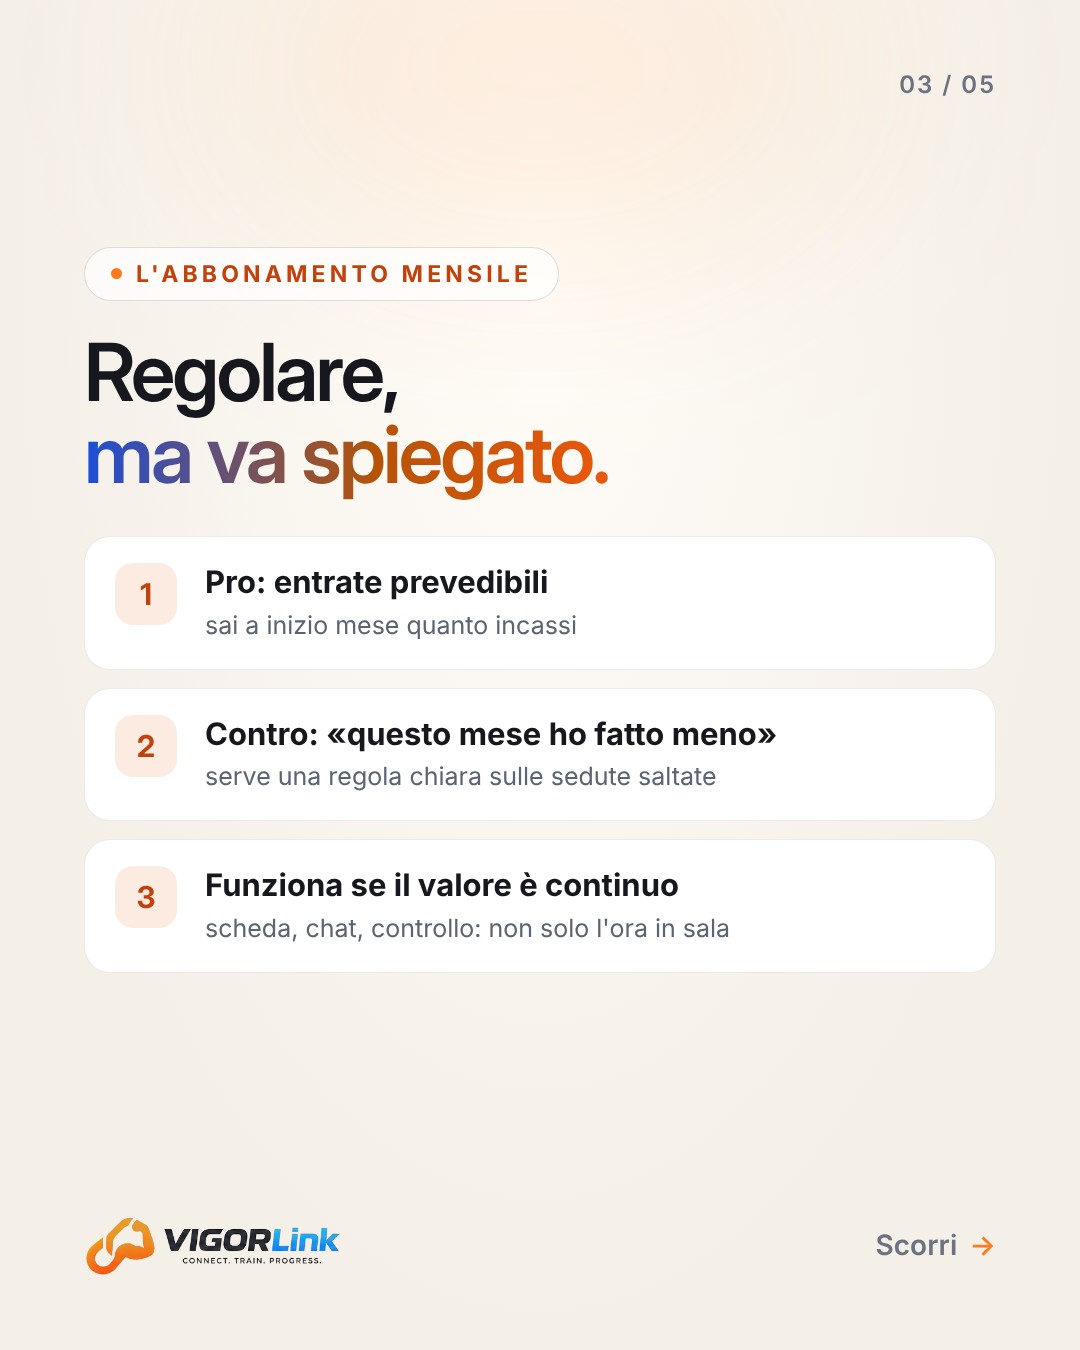 03 / 05
L'ABBONAMENTO MENSILE
Regolare,
ma va spiegato.
1
Pro: entrate prevedibili
sai a inizio mese quanto incassi
2
Contro: «questo mese ho fatto meno»
serve una regola chiara sulle sedute saltate
3
Funziona se il valore è continuo
scheda, chat, controllo: non solo l'ora in sala
VIGORLink
CONNECT. TRAIN. PROGRESS.
Scorri →